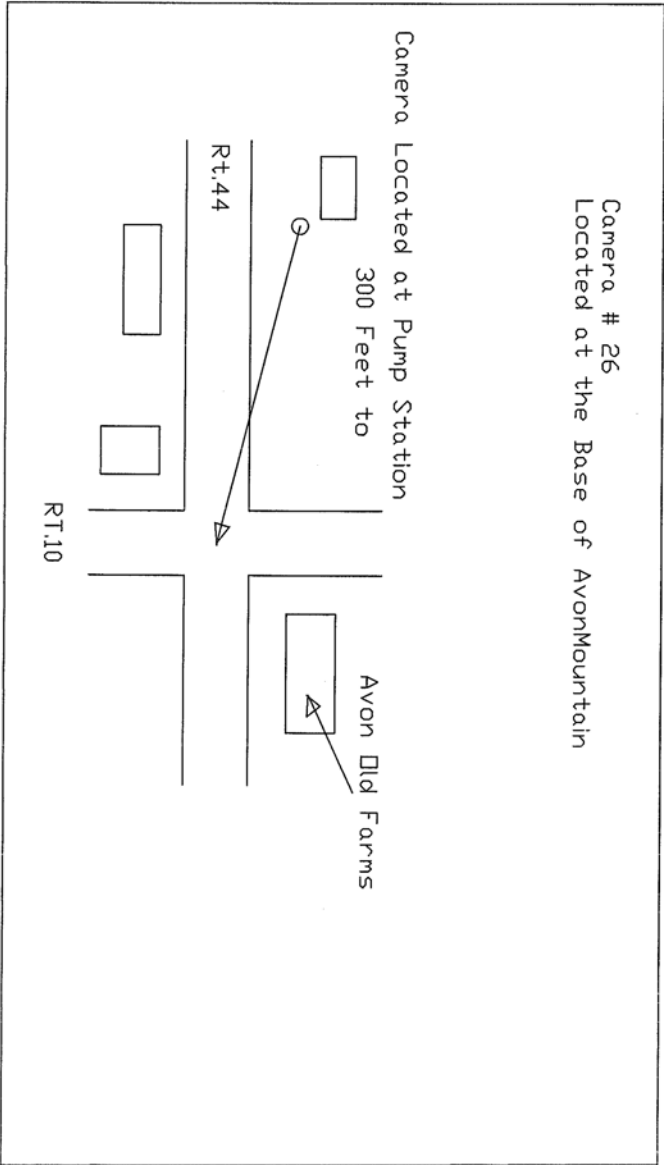 Camera # 26
Located at the Base of AvonMountain
Camera Located at Pump Station
300 Feet to
Rt.44
Avon Old Farms
RT.10